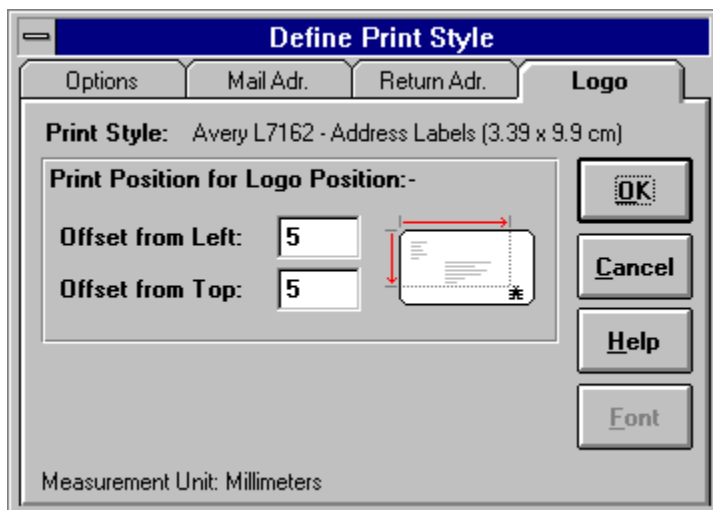 Define Print Style
Options Mail Adr. Return Adr. Logo
Print Style: Avery L7162 - Address Labels (3.39 x 9.9 cm)
Print Position for Logo Position:-
Offset from Left: 5
Offset from Top: 5
OK
Cancel
Help
Font
Measurement Unit: Millimeters